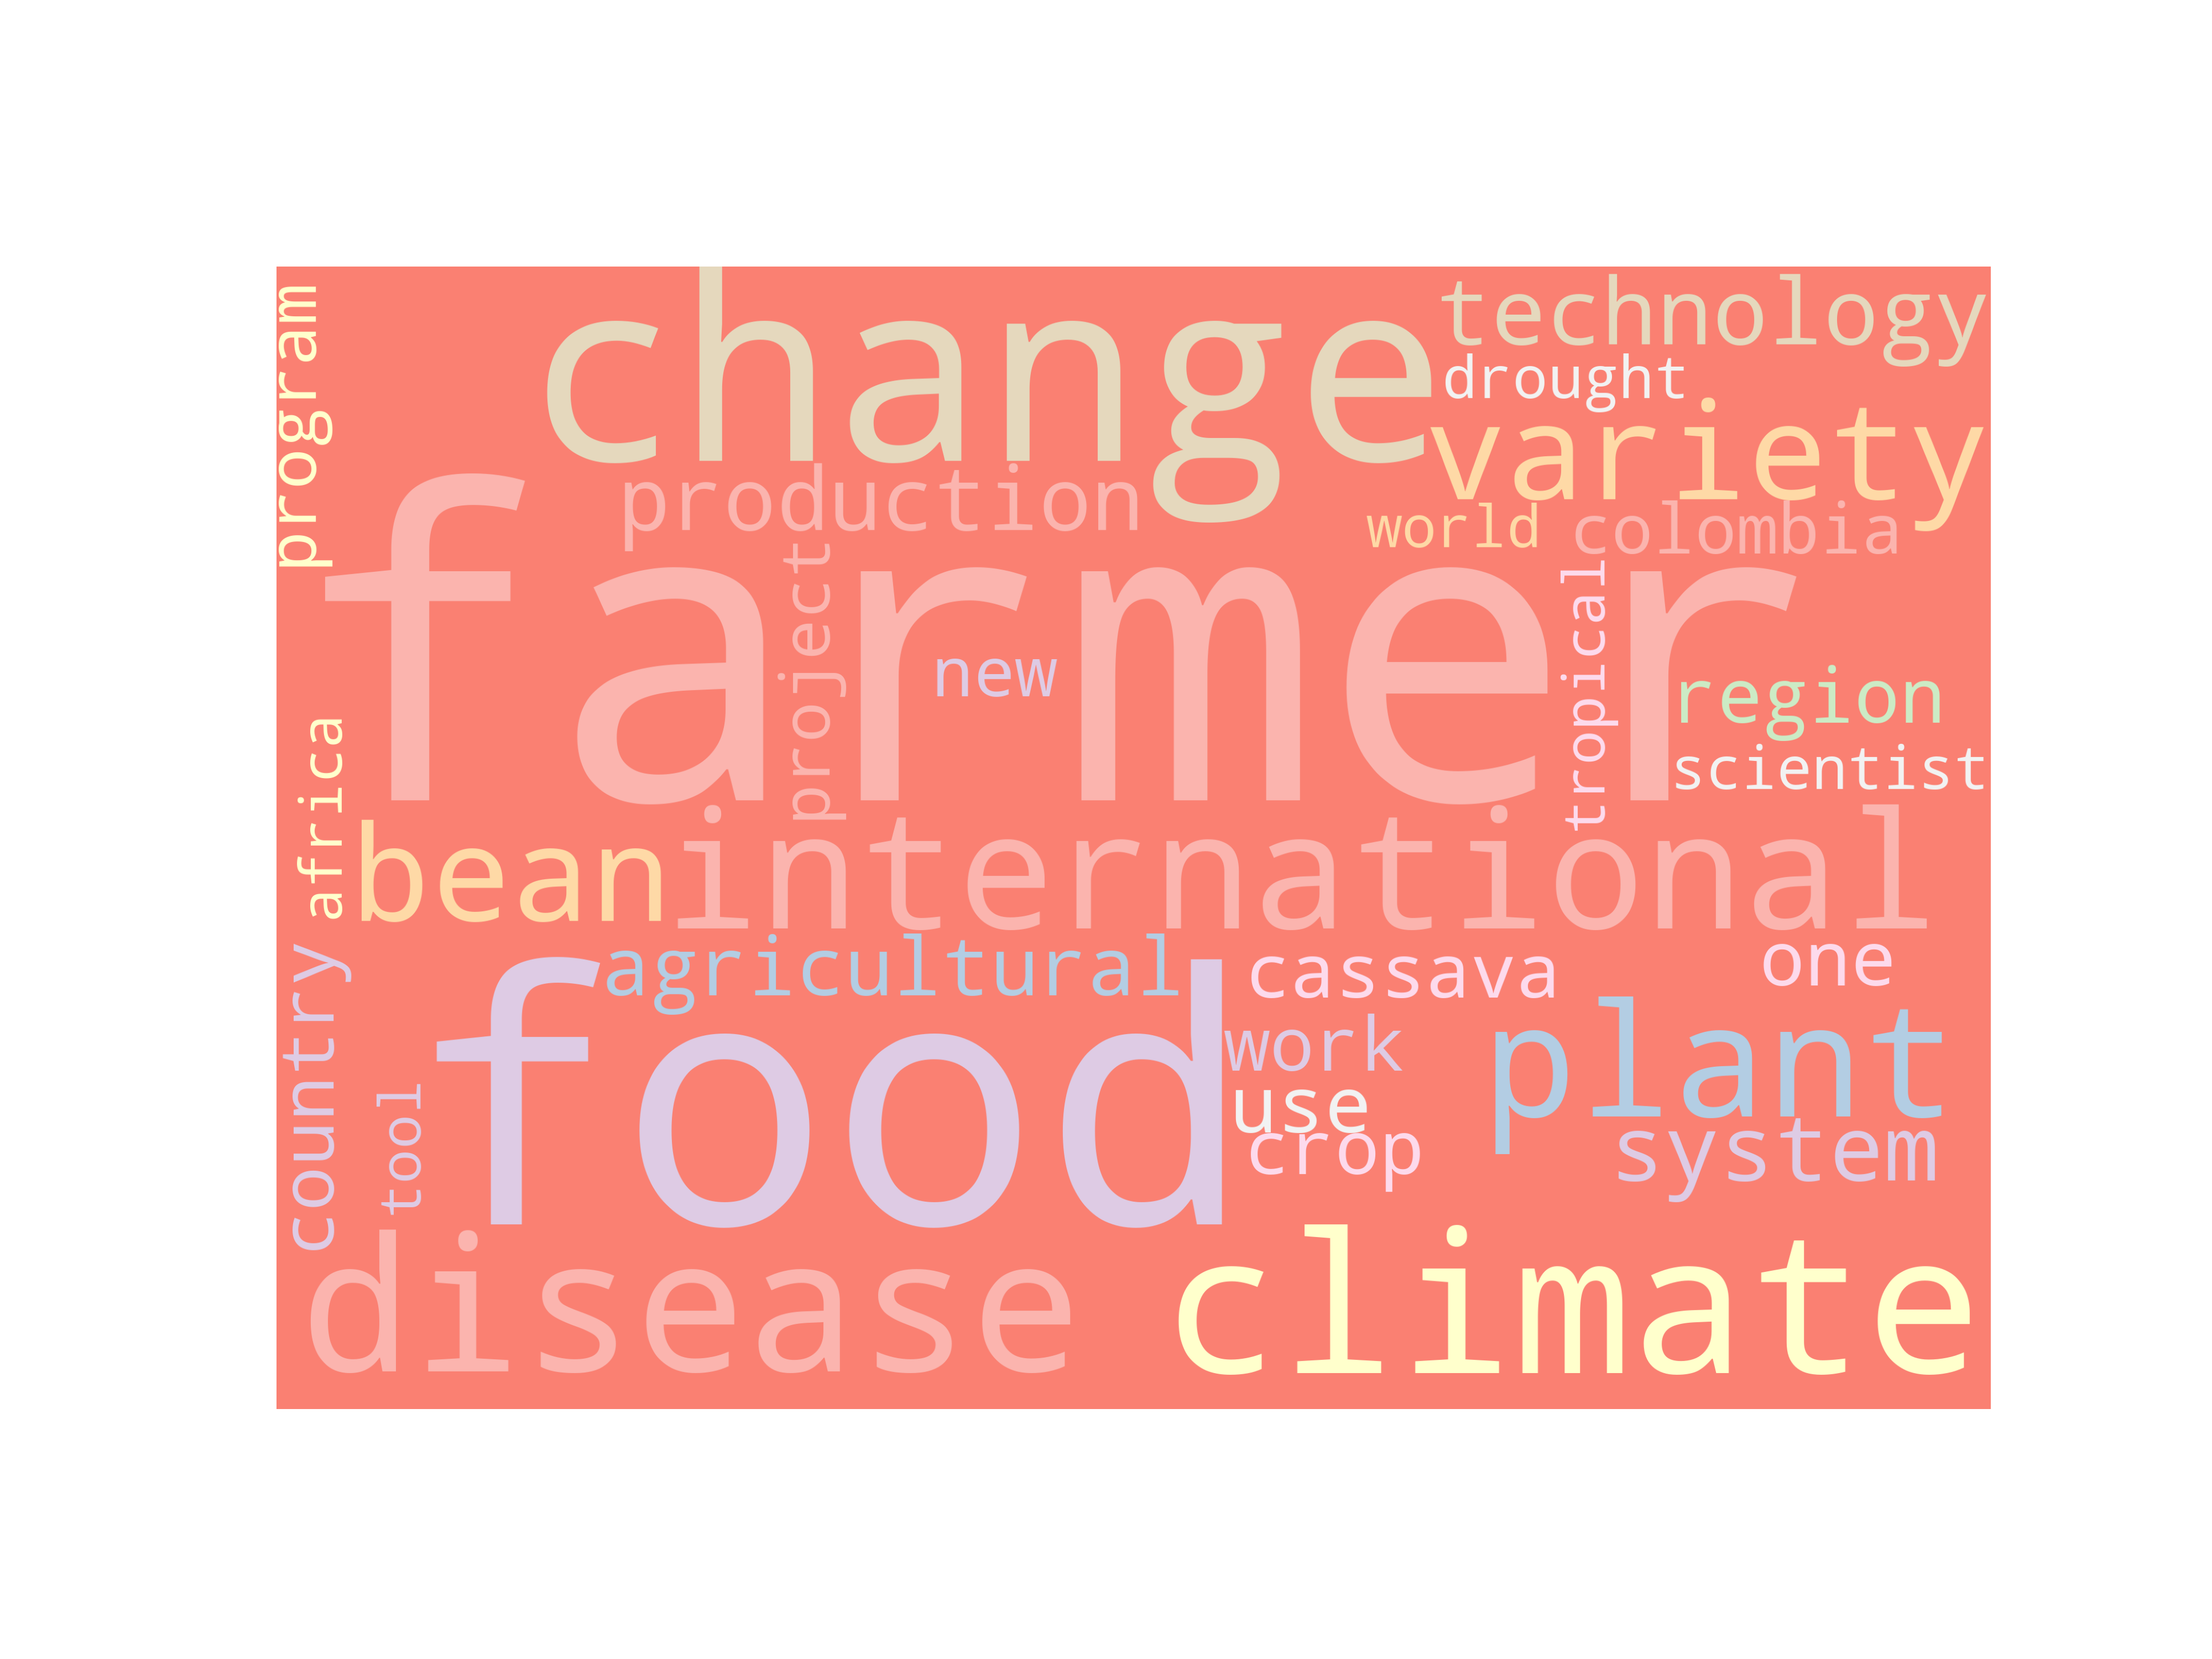 program
change
technology
drought
variety
production
world
colombia
farmer
project
new
tropical
region
scientist
africa
bean
international
agricultural
cassava
one
country
food
work
plant
tool
use
crop
system
disease
climate